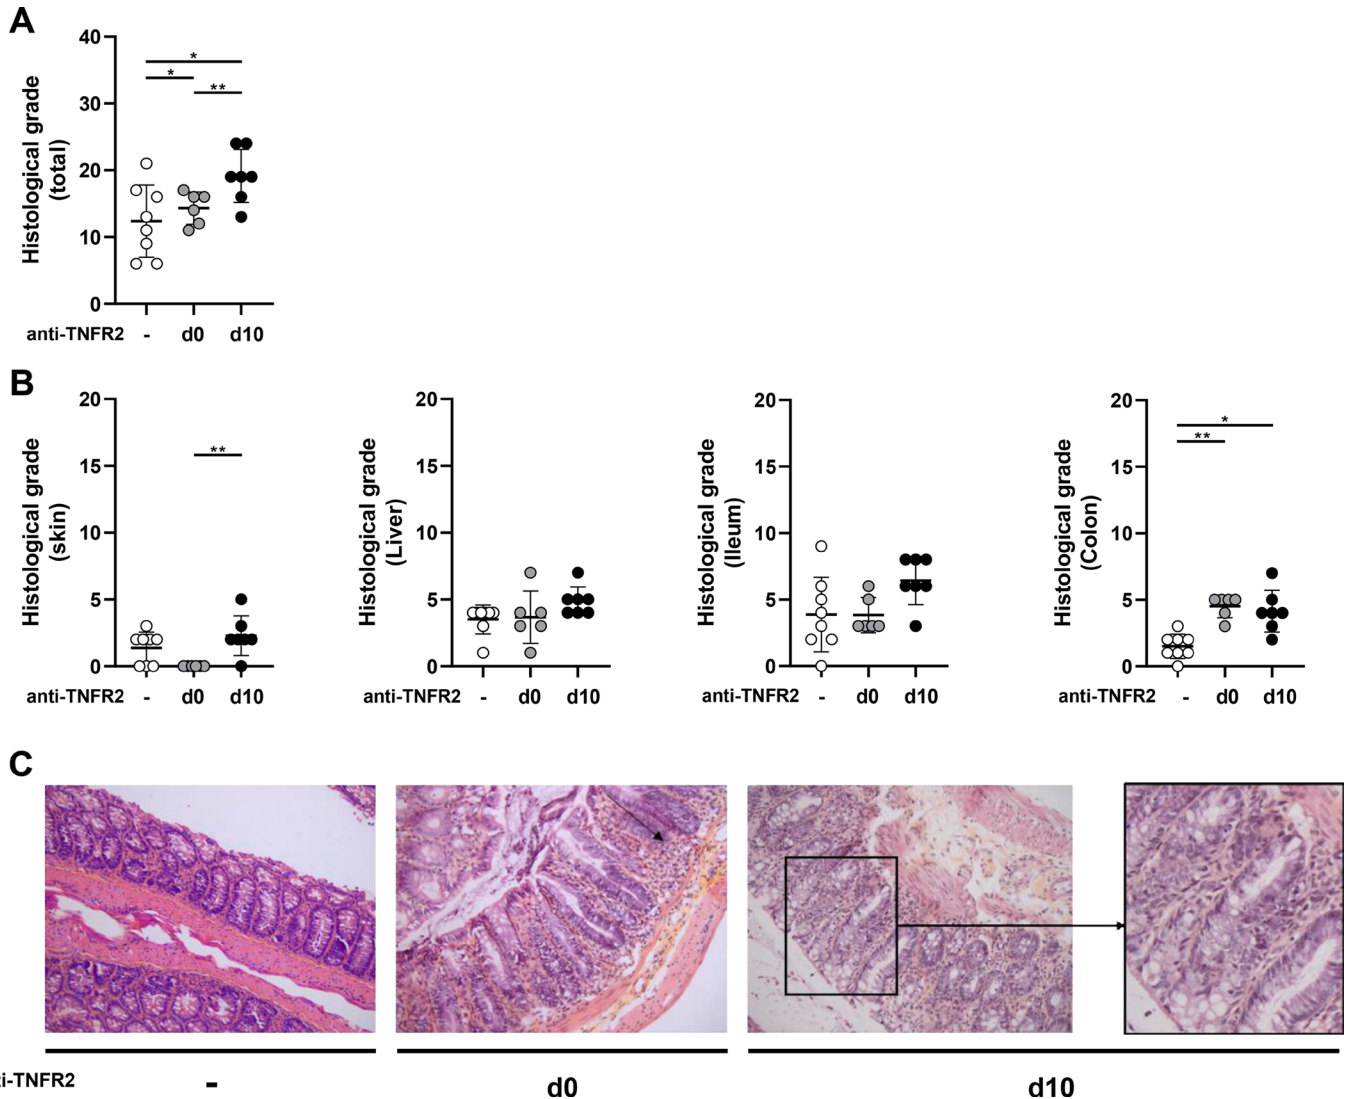 A
Histological grade
(total)
40
30
20
10
0
*
*
**
anti-TNFR2 - d0 d10
B
Histological grade
(skin)
20
15
10
5
0
**
anti-TNFR2 - d0 d10
Histological grade
(Liver)
20
15
10
5
0
anti-TNFR2 - d0 d10
Histological grade
(Ileum)
20
15
10
5
0
anti-TNFR2 - d0 d10
Histological grade
(Colon)
20
15
10
5
0
*
**
anti-TNFR2 - d0 d10
C
ti-TNFR2 - d0 d10